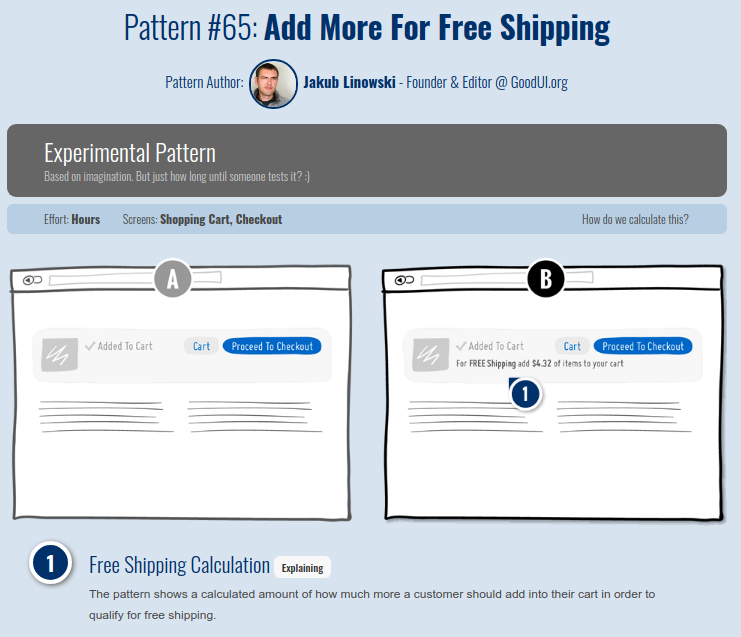 Pattern #65: Add More For Free Shipping
Pattern Author: Jakub Linowski - Founder & Editor @ GoodUI.org
Experimental Pattern
Based on imagination. But just how long until someone tests it? :)
Effort: Hours Screens: Shopping Cart, Checkout How do we calculate this?
A
Added To Cart Cart Proceed To Checkout
B
Added To Cart Cart Proceed To Checkout
For FREE Shipping add $4.32 of items to your cart
1
1 Free Shipping Calculation Explaining
The pattern shows a calculated amount of how much more a customer should add into their cart in order to
qualify for free shipping.